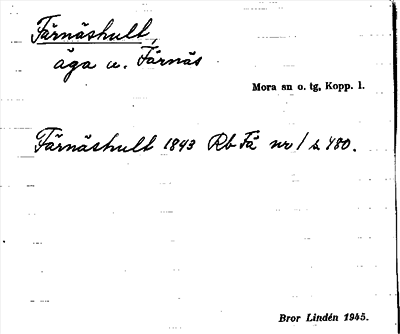 Färnäshult,
äga u. Färnäs
Mora sn o. tg, Kopp. l.
Färnäshult 1843 Rb Fä nr 1 s 480.
Bror Lindén 1945.